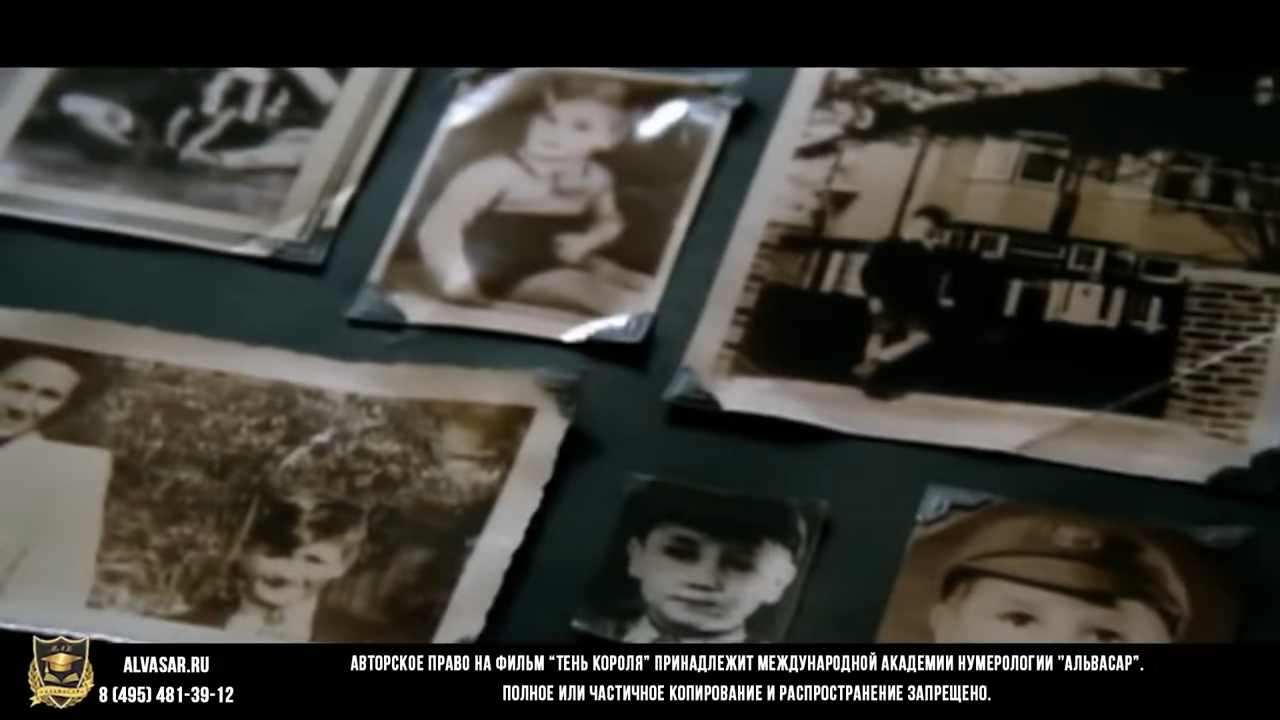 ALVASAR.RU
8 (495) 481-39-12
АВТОРСКОЕ ПРАВО НА ФИЛЬМ “ТЕНЬ КОРОЛЯ” ПРИНАДЛЕЖИТ МЕЖДУНАРОДНОЙ АКАДЕМИИ НУМЕРОЛОГИИ "АЛЬВАСАР".
ПОЛНОЕ ИЛИ ЧАСТИЧНОЕ КОПИРОВАНИЕ И РАСПРОСТРАНЕНИЕ ЗАПРЕЩЕНО.